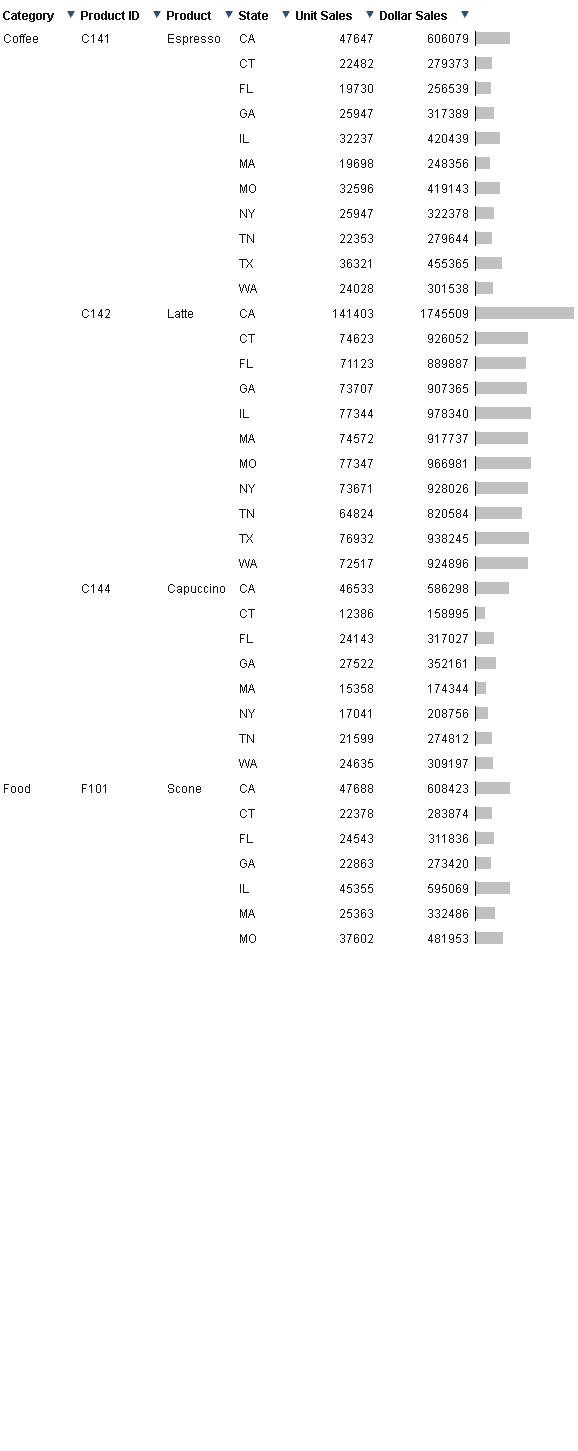 Category Product ID Product State Unit Sales Dollar Sales
Coffee C141 Espresso CA 47647 606079
CT 22482 279373
FL 19730 256539
GA 25947 317389
IL 32237 420439
MA 19698 248356
MO 32596 419143
NY 25947 322378
TN 22353 279644
TX 36321 455365
WA 24028 301538
C142 Latte CA 141403 1745509
CT 74623 926052
FL 71123 889887
GA 73707 907365
IL 77344 978340
MA 74572 917737
MO 77347 966981
NY 73671 928026
TN 64824 820584
TX 76932 938245
WA 72517 924896
C144 Capuccino CA 46533 586298
CT 12386 158995
FL 24143 317027
GA 27522 352161
MA 15358 174344
NY 17041 208756
TN 21599 274812
WA 24635 309197
Food F101 Scone CA 47688 608423
CT 22378 283874
FL 24543 311836
GA 22863 273420
IL 45355 595069
MA 25363 332486
MO 37602 481953